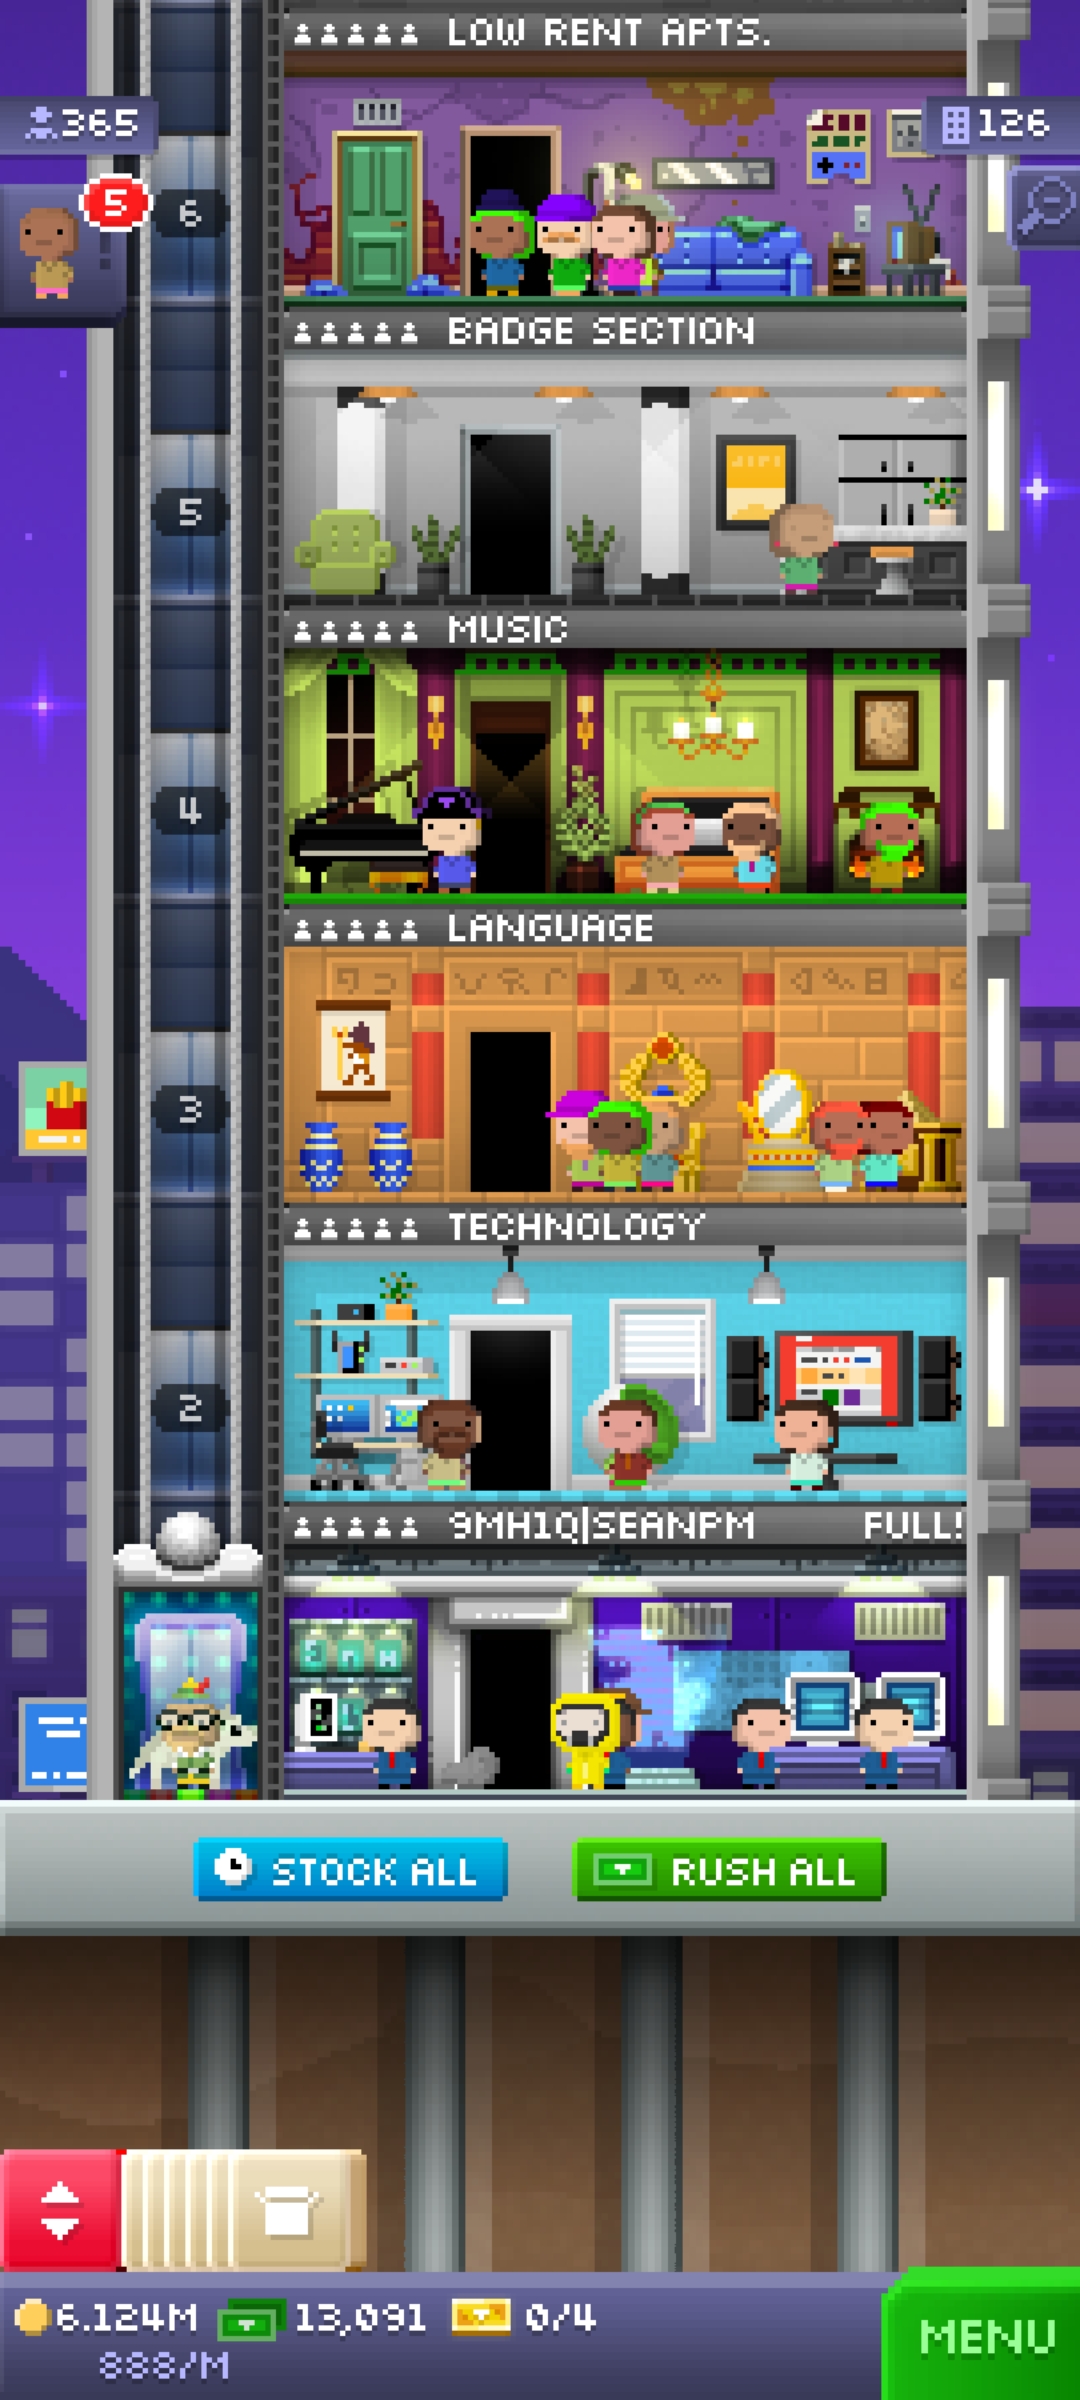 LOW RENT APTS.
365
126
5
6
BADGE SECTION
5
MUSIC
4
LANGUAGE
3
TECHNOLOGY
2
9MH1Q|SEANPM FULL!
STOCK ALL
RUSH ALL
6.124M 13,091 0/4
888/M
MENU